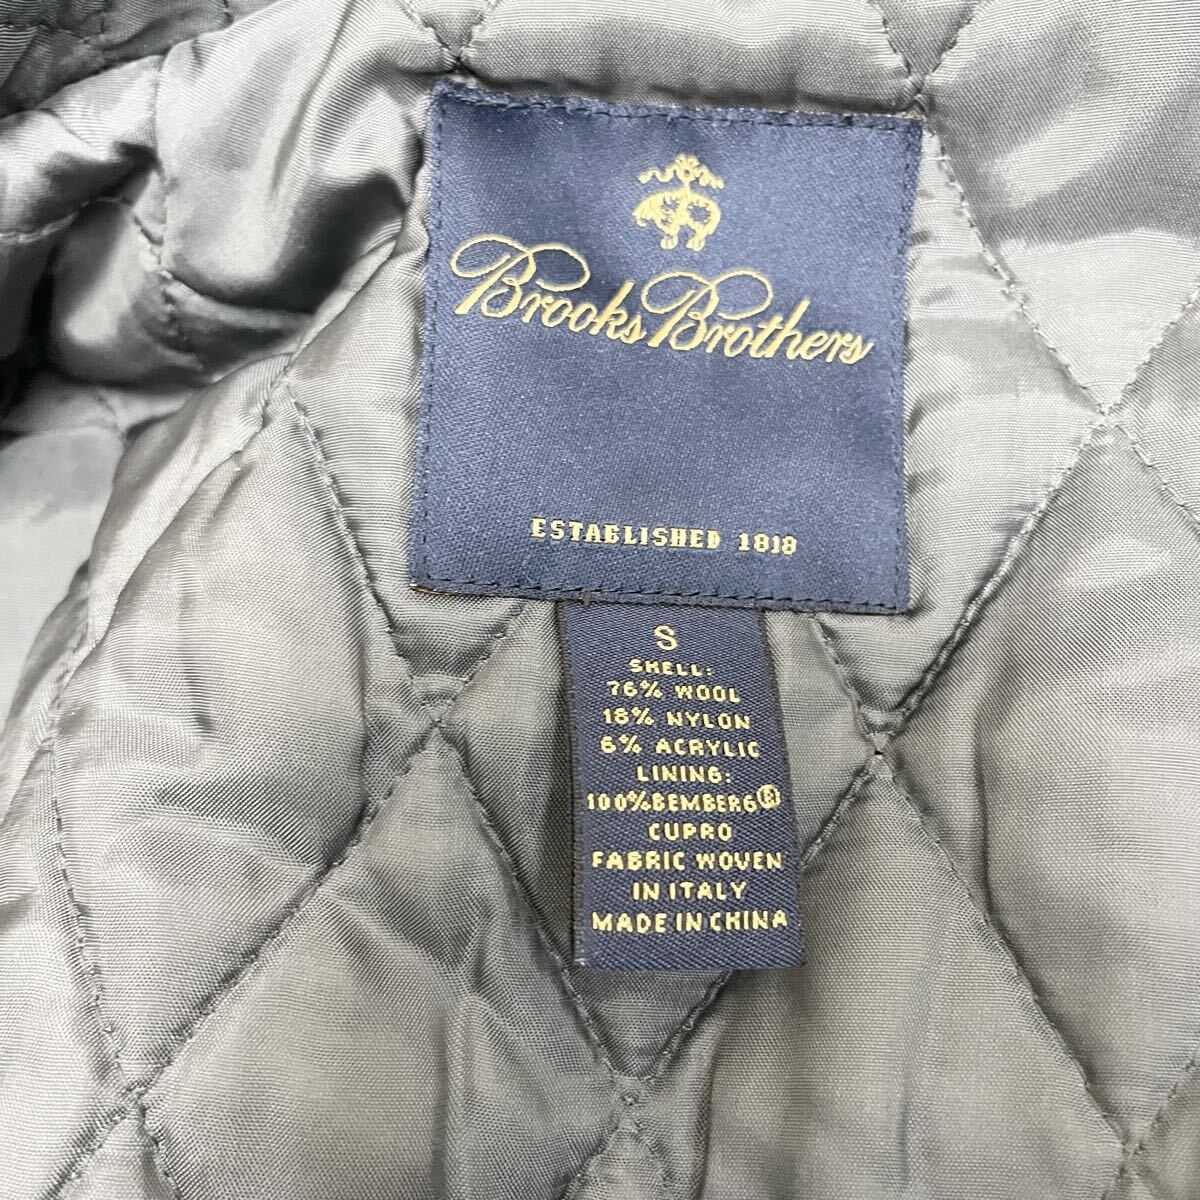 Brooks Brothers
ESTABLISHED 1818
S
SHELL:
76% WOOL
18% NYLON
6% ACRYLIC
LINING:
100%BEMBERG®
CUPRO
FABRIC WOVEN
IN ITALY
MADE IN CHINA